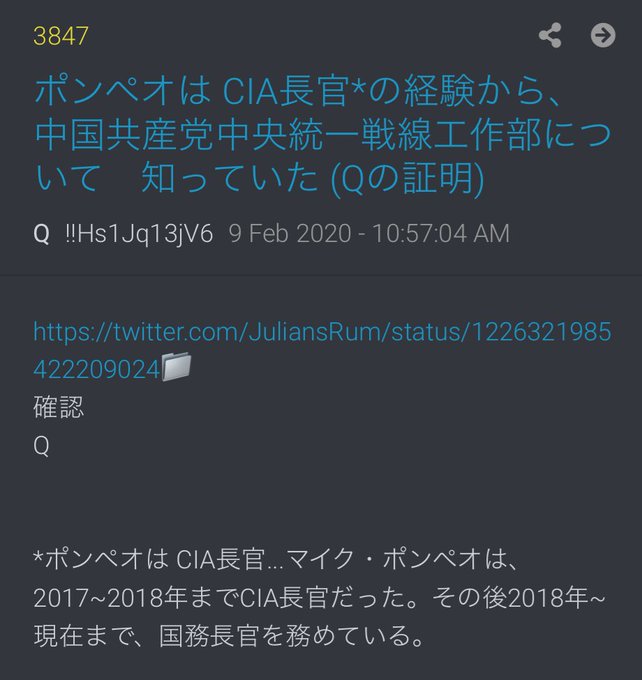 3847
ポンペオは CIA長官*の経験から、
中国共産党中央統一戦線工作部につ
いて　知っていた (Qの証明)
Q !!Hs1Jq13jV6 9 Feb 2020 - 10:57:04 AM
https://twitter.com/JuliansRum/status/1226321985
422209024
確認
Q
*ポンペオは CIA長官...マイク・ポンペオは、
2017~2018年までCIA長官だった。その後2018年~
現在まで、国務長官を務めている。